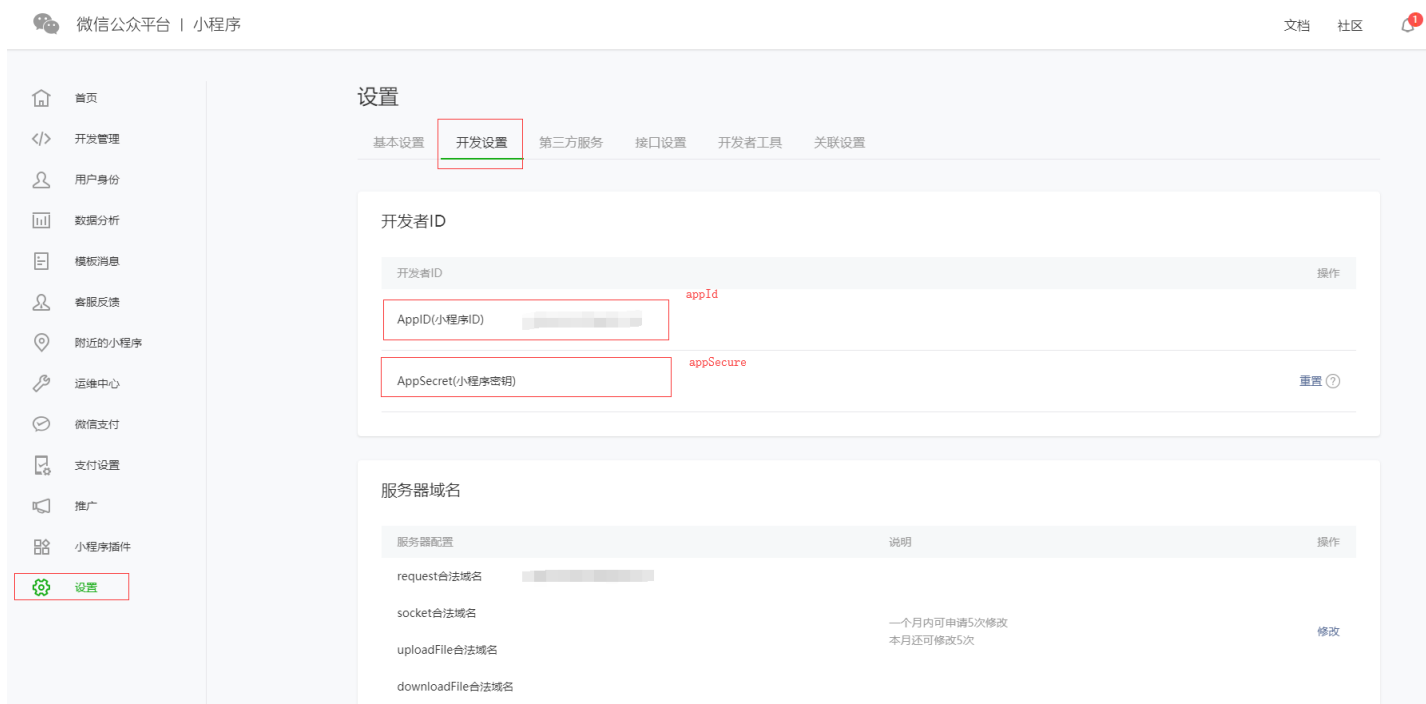 微信公众平台 | 小程序
文档 社区 1
首页
开发管理
用户身份
数据分析
模板消息
客服反馈
附近的小程序
运维中心
微信支付
支付设置
推广
小程序插件
设置
设置
基本设置 开发设置 第三方服务 接口设置 开发者工具 关联设置
开发者ID
开发者ID 操作
appId
AppID(小程序ID)
appSecure
AppSecret(小程序密钥) 重置 ?
服务器域名
服务器配置 说明 操作
request合法域名
socket合法域名
一个月内可申请5次修改
本月还可修改5次
修改
uploadFile合法域名
downloadFile合法域名